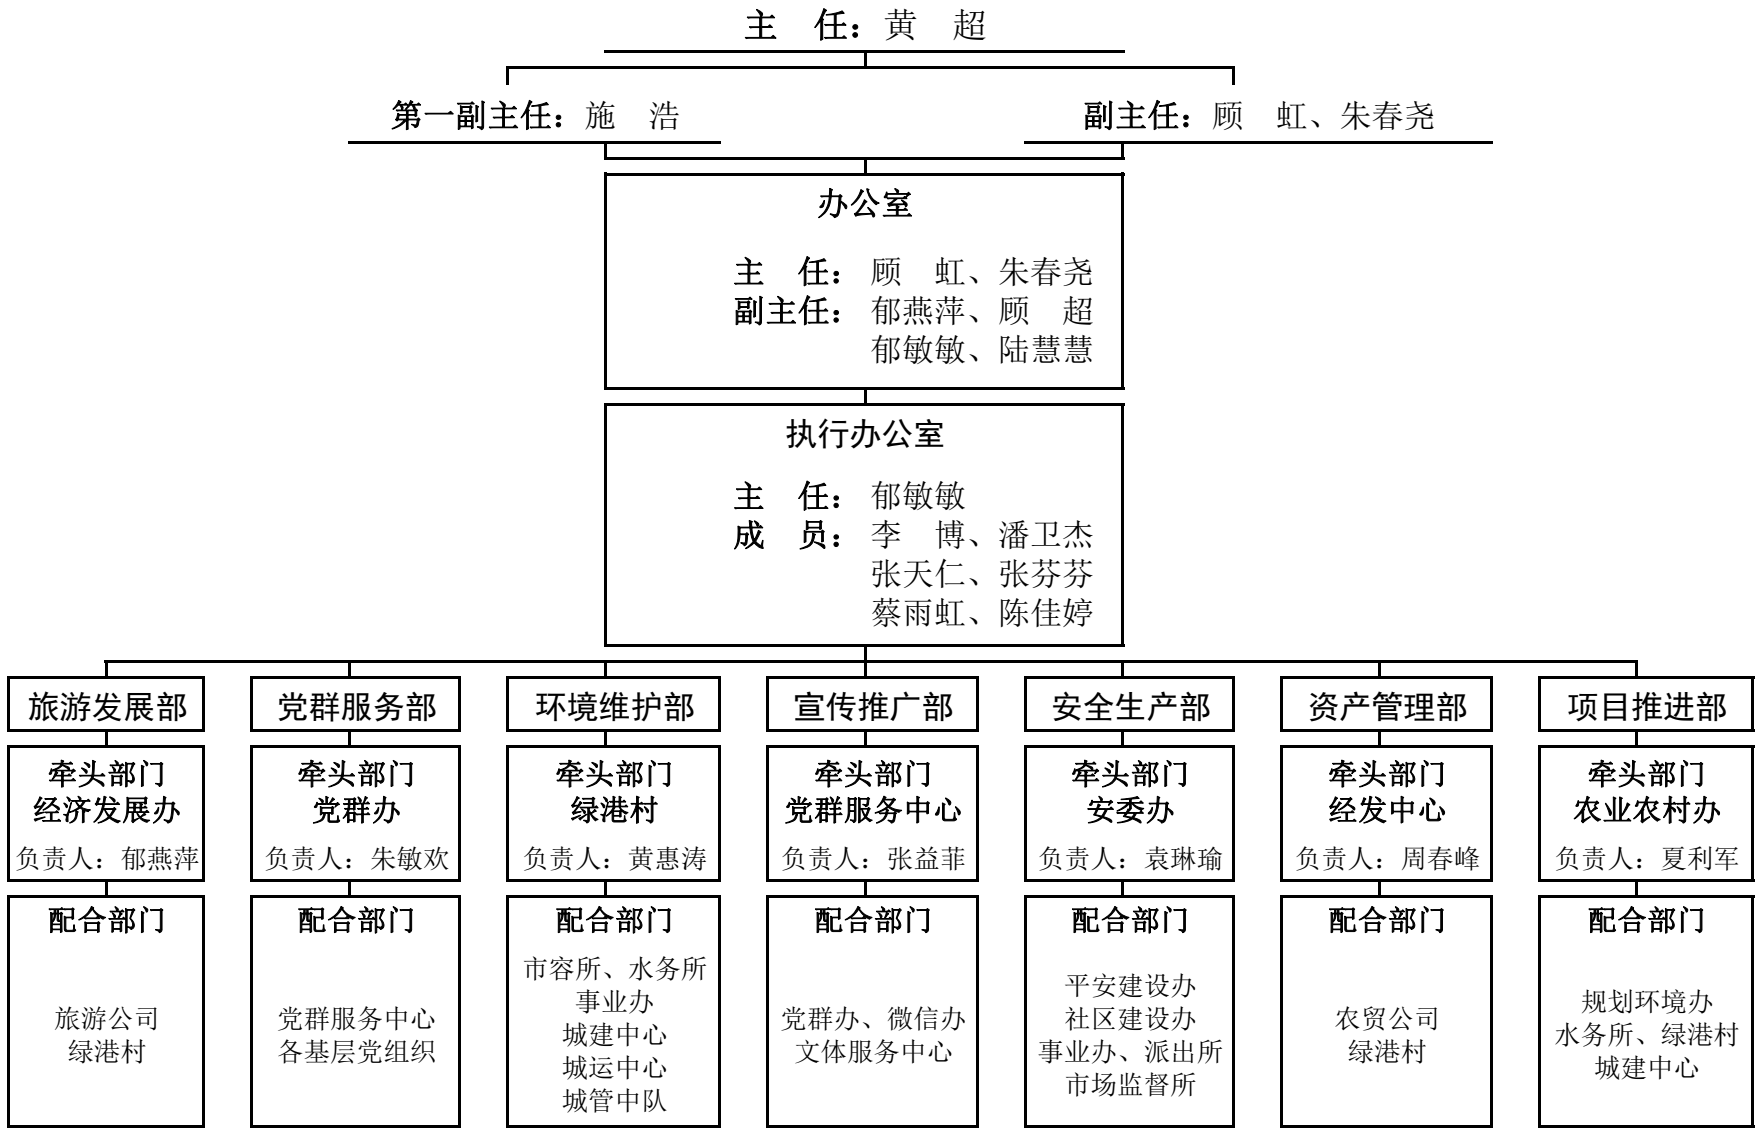 主　任：黄　超
第一副主任：施　浩
副主任：顾　虹、朱春尧
办公室
主　任：顾　虹、朱春尧
副主任：郁燕萍、顾　超
郁敏敏、陆慧慧
执行办公室
主　任：郁敏敏
成　员：李　博、潘卫杰
张天仁、张芬芬
蔡雨虹、陈佳婷
旅游发展部
牵头部门
经济发展办
负责人：郁燕萍
配合部门
旅游公司
绿港村
党群服务部
牵头部门
党群办
负责人：朱敏欢
配合部门
党群服务中心
各基层党组织
环境维护部
牵头部门
绿港村
负责人：黄惠涛
配合部门
市容所、水务所
事业办
城建中心
城运中心
城管中队
宣传推广部
牵头部门
党群服务中心
负责人：张益菲
配合部门
党群办、微信办
文体服务中心
安全生产部
牵头部门
安委办
负责人：袁琳瑜
配合部门
平安建设办
社区建设办
事业办、派出所
市场监督所
资产管理部
牵头部门
经发中心
负责人：周春峰
配合部门
农贸公司
绿港村
项目推进部
牵头部门
农业农村办
负责人：夏利军
配合部门
规划环境办
水务所、绿港村
城建中心